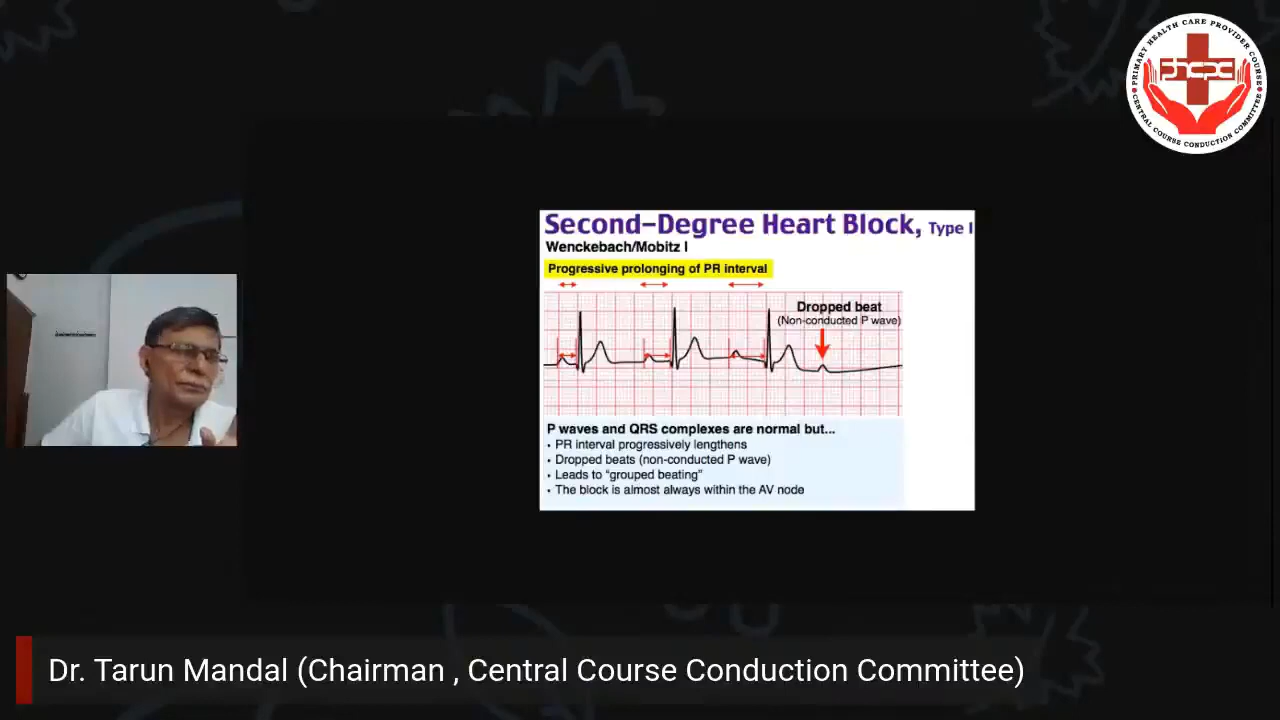 PRIMARY HEALTH CARE PROVIDER COURSE
phcpc
CENTRAL COURSE CONDUCTION COMMITTEE
Second-Degree Heart Block, Type I
Wenckebach/Mobitz I
Progressive prolonging of PR interval
Dropped beat
(Non-conducted P wave)
P waves and QRS complexes are normal but...
• PR interval progressively lengthens
• Dropped beats (non-conducted P wave)
• Leads to “grouped beating”
• The block is almost always within the AV node
Dr. Tarun Mandal (Chairman , Central Course Conduction Committee)